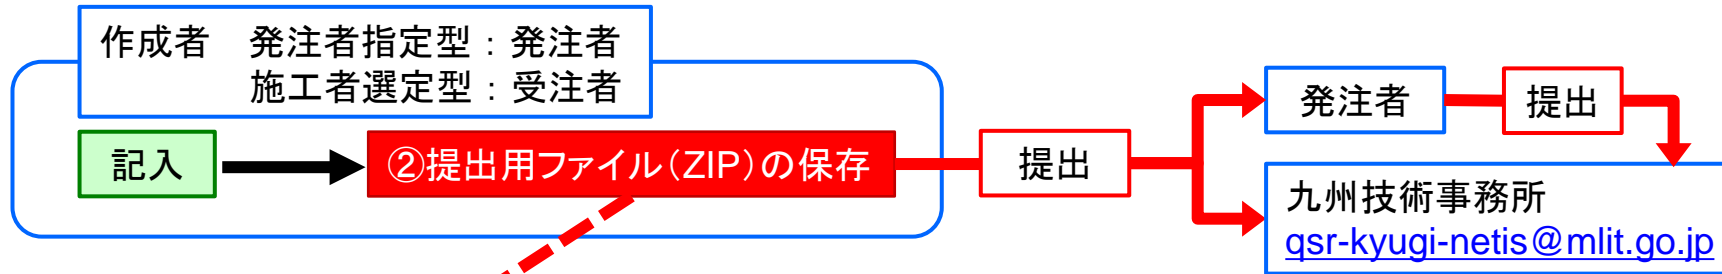 作成者　発注者指定型：発注者
施工者選定型：受注者
記入
②提出用ファイル（ZIP）の保存
提出
発注者
提出
九州技術事務所
qsr-kyugi-netis@mlit.go.jp